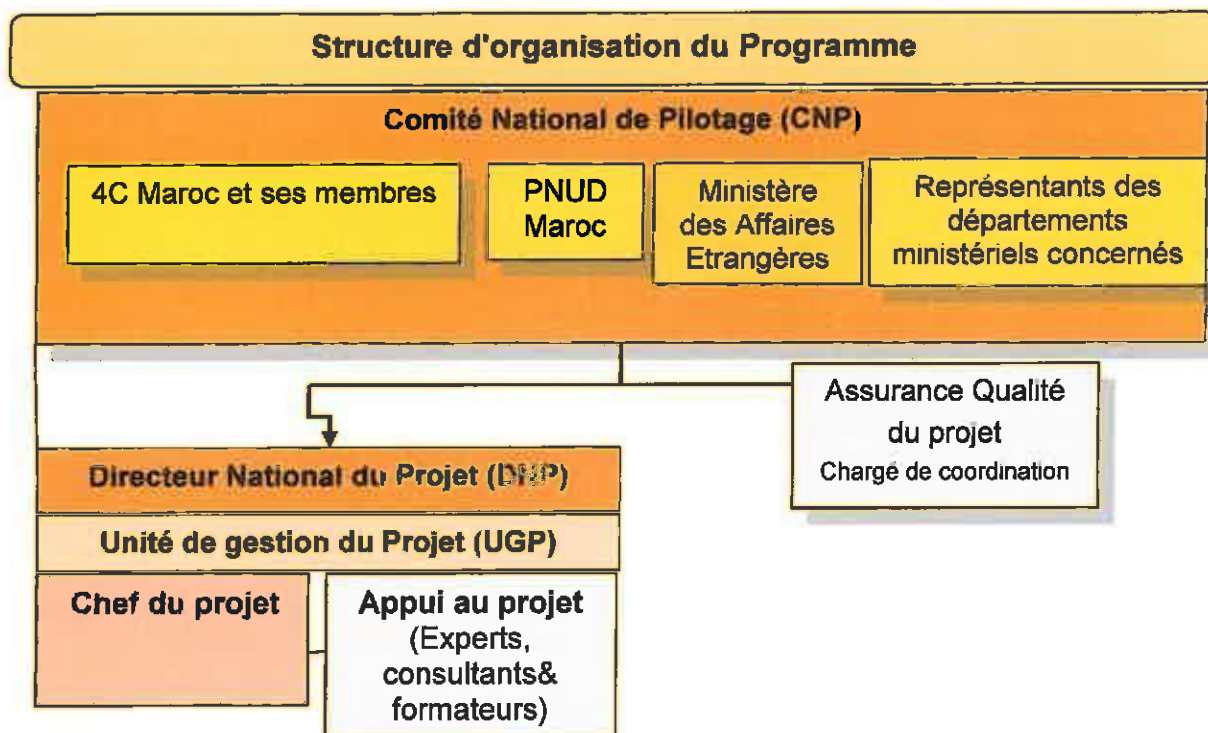 Structure d'organisation du Programme
Comité National de Pilotage (CNP)
4C Maroc et ses membres
PNUD
Maroc
Ministère
des Affaires
Etrangères
Représentants des
départements
ministériels concernés
Assurance Qualité
du projet
Chargé de coordination
Directeur National du Projet (DNP)
Unité de gestion du Projet (UGP)
Chef du projet
Appui au projet
(Experts,
consultants&
formateurs)